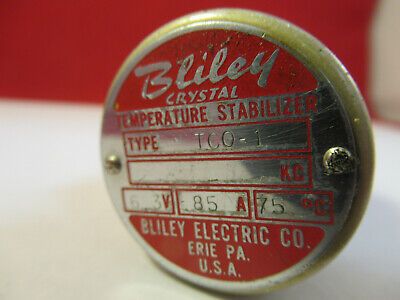 Bliley
CRYSTAL
TEMPERATURE STABILIZER
TYPE TCO-1
KC
6.3V .85 A 75 °C
BLILEY ELECTRIC CO.
ERIE PA.
U.S.A.